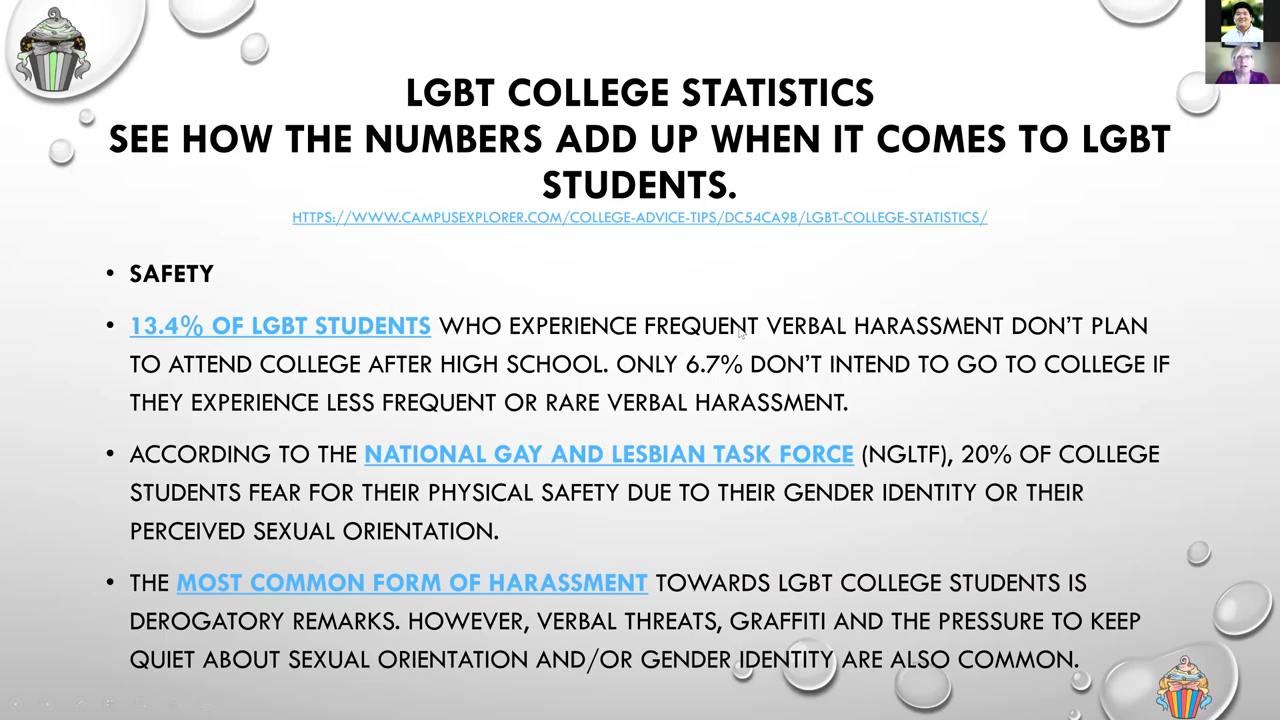 LGBT COLLEGE STATISTICS
SEE HOW THE NUMBERS ADD UP WHEN IT COMES TO LGBT
STUDENTS.
HTTPS://WWW.CAMPUSEXPLORER.COM/COLLEGE-ADVICE-TIPS/DC54CA9B/LGBT-COLLEGE-STATISTICS/
• SAFETY
• 13.4% OF LGBT STUDENTS WHO EXPERIENCE FREQUENT VERBAL HARASSMENT DON'T PLAN
TO ATTEND COLLEGE AFTER HIGH SCHOOL. ONLY 6.7% DON'T INTEND TO GO TO COLLEGE IF
THEY EXPERIENCE LESS FREQUENT OR RARE VERBAL HARASSMENT.
• ACCORDING TO THE NATIONAL GAY AND LESBIAN TASK FORCE (NGLTF), 20% OF COLLEGE
STUDENTS FEAR FOR THEIR PHYSICAL SAFETY DUE TO THEIR GENDER IDENTITY OR THEIR
PERCEIVED SEXUAL ORIENTATION.
• THE MOST COMMON FORM OF HARASSMENT TOWARDS LGBT COLLEGE STUDENTS IS
DEROGATORY REMARKS. HOWEVER, VERBAL THREATS, GRAFFITI AND THE PRESSURE TO KEEP
QUIET ABOUT SEXUAL ORIENTATION AND/OR GENDER IDENTITY ARE ALSO COMMON.